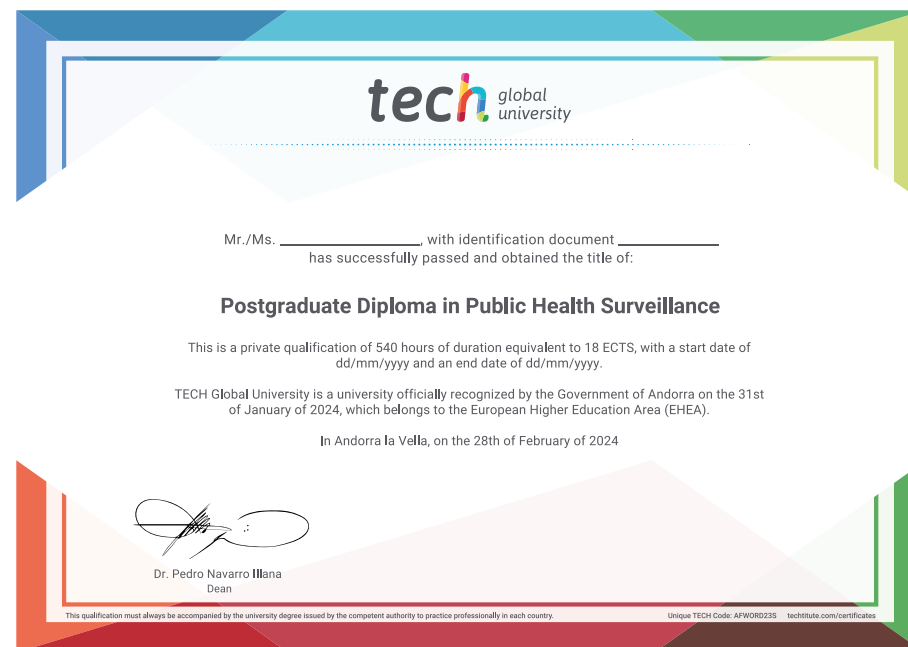 tech global university
Mr./Ms. ____________________, with identification document ______________
has successfully passed and obtained the title of:
Postgraduate Diploma in Public Health Surveillance
This is a private qualification of 540 hours of duration equivalent to 18 ECTS, with a start date of
dd/mm/yyyy and an end date of dd/mm/yyyy.
TECH Global University is a university officially recognized by the Government of Andorra on the 31st
of January of 2024, which belongs to the European Higher Education Area (EHEA).
In Andorra la Vella, on the 28th of February of 2024
Dr. Pedro Navarro Illana
Dean
This qualification must always be accompanied by the university degree issued by the competent authority to practice professionally in each country.
Unique TECH Code: AFWORD23S techtitute.com/certificates